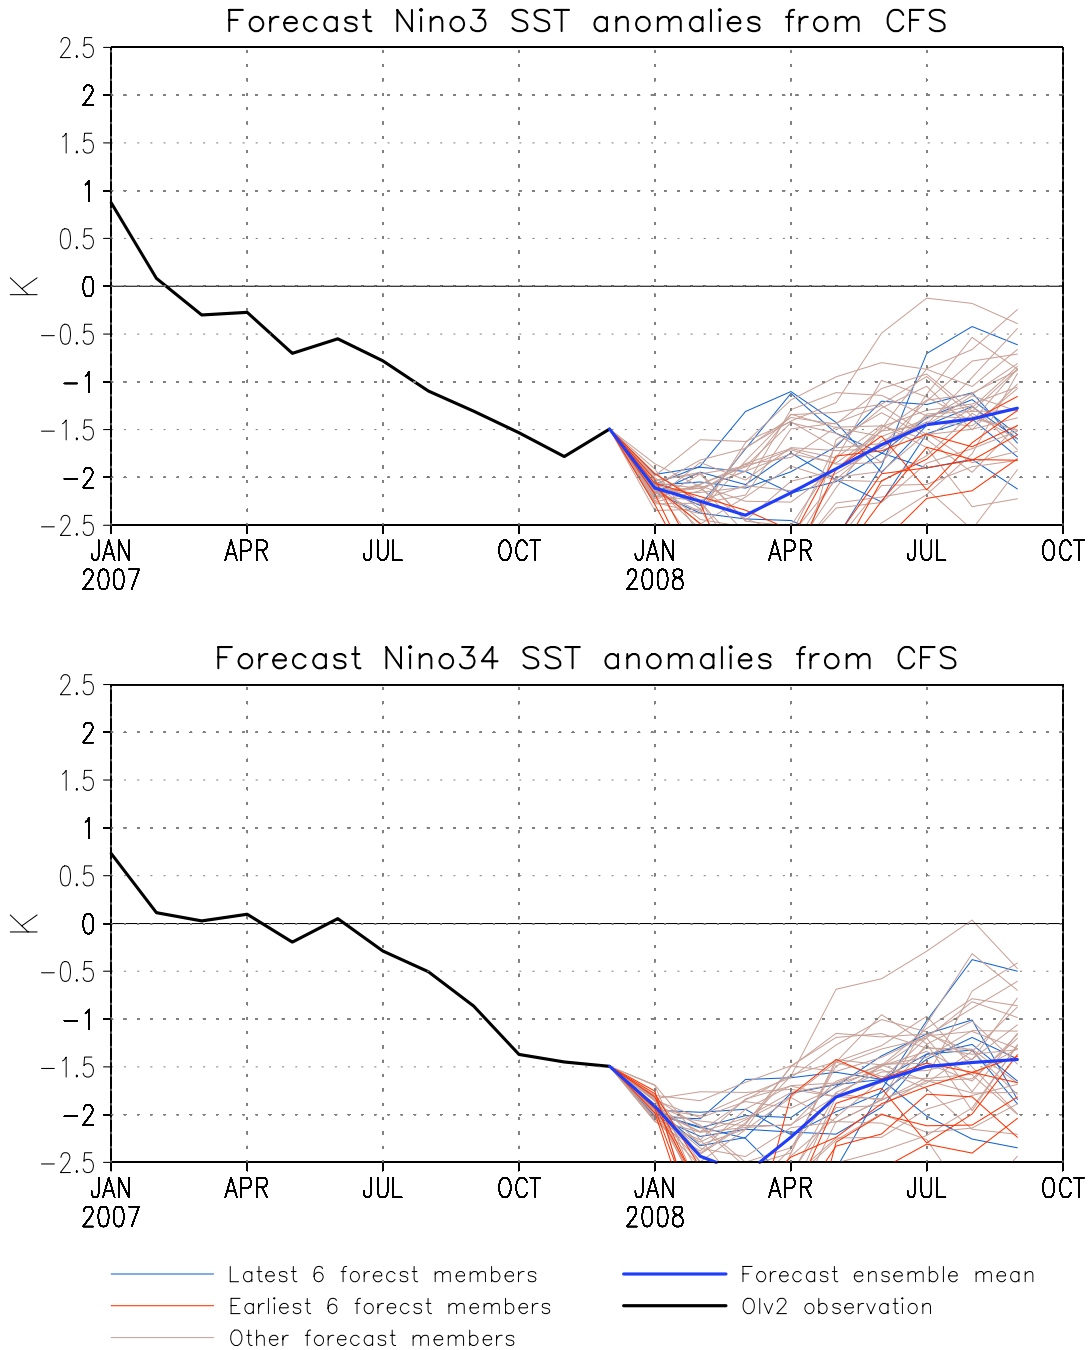 Forecast Nino3 SST anomalies from CFS
2.5
2
1.5
1
0.5
0
-0.5
-1
-1.5
-2
-2.5
K
JAN APR JUL OCT JAN APR JUL OCT
2007 2008
Forecast Nino34 SST anomalies from CFS
2.5
2
1.5
1
0.5
0
-0.5
-1
-1.5
-2
-2.5
K
JAN APR JUL OCT JAN APR JUL OCT
2007 2008
Latest 6 forecst members Forecast ensemble mean
Earliest 6 forecst members OIv2 observation
Other forecast members